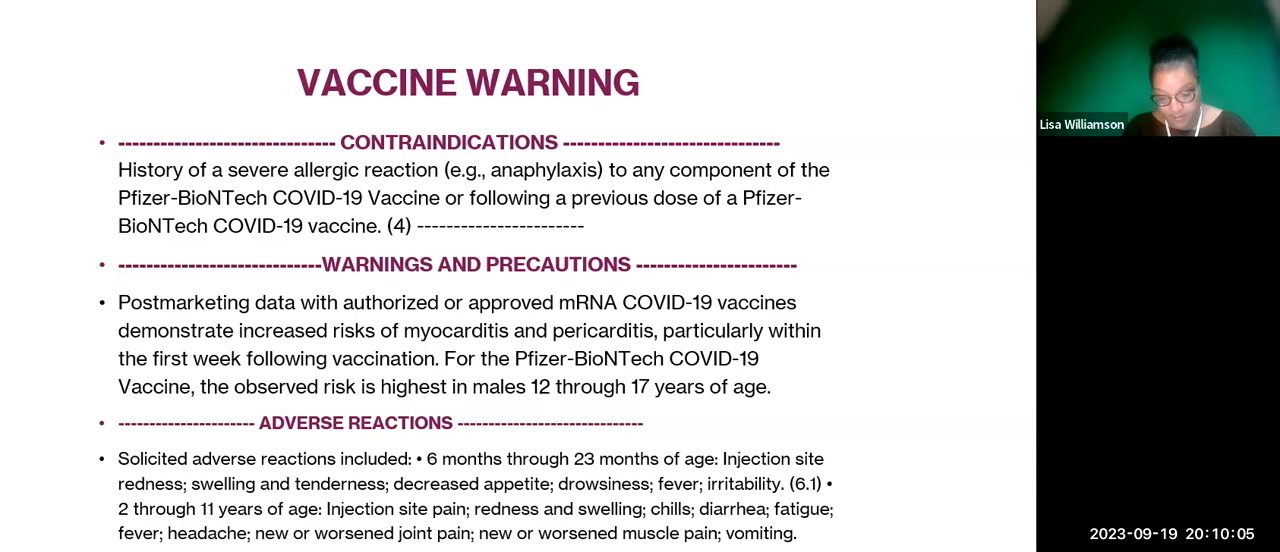 VACCINE WARNING
• ------------------------------- CONTRAINDICATIONS -------------------------------
History of a severe allergic reaction (e.g., anaphylaxis) to any component of the
Pfizer-BioNTech COVID-19 Vaccine or following a previous dose of a Pfizer-
BioNTech COVID-19 vaccine. (4) -----------------------
• -----------------------------WARNINGS AND PRECAUTIONS -----------------------
• Postmarketing data with authorized or approved mRNA COVID-19 vaccines
demonstrate increased risks of myocarditis and pericarditis, particularly within
the first week following vaccination. For the Pfizer-BioNTech COVID-19
Vaccine, the observed risk is highest in males 12 through 17 years of age.
• ---------------------- ADVERSE REACTIONS ------------------------------
• Solicited adverse reactions included: • 6 months through 23 months of age: Injection site
redness; swelling and tenderness; decreased appetite; drowsiness; fever; irritability. (6.1) •
2 through 11 years of age: Injection site pain; redness and swelling; chills; diarrhea; fatigue;
fever; headache; new or worsened joint pain; new or worsened muscle pain; vomiting.
Lisa Williamson
2023-09-19 20:10:05